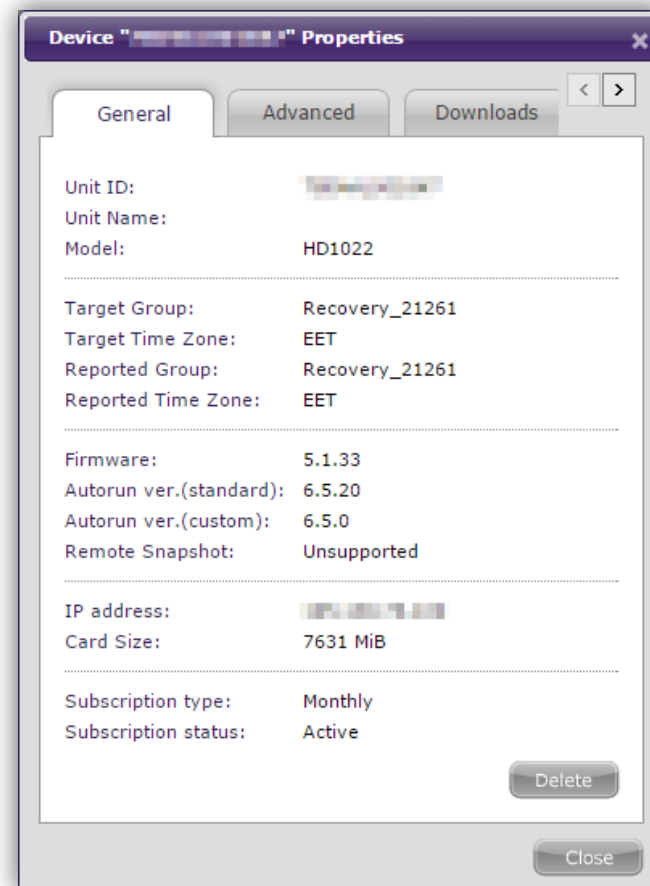 Device " " Properties
General
Advanced
Downloads
Unit ID:
Unit Name:
Model: HD1022
Target Group: Recovery_21261
Target Time Zone: EET
Reported Group: Recovery_21261
Reported Time Zone: EET
Firmware: 5.1.33
Autorun ver.(standard): 6.5.20
Autorun ver.(custom): 6.5.0
Remote Snapshot: Unsupported
IP address:
Card Size: 7631 MiB
Subscription type: Monthly
Subscription status: Active
Delete
Close